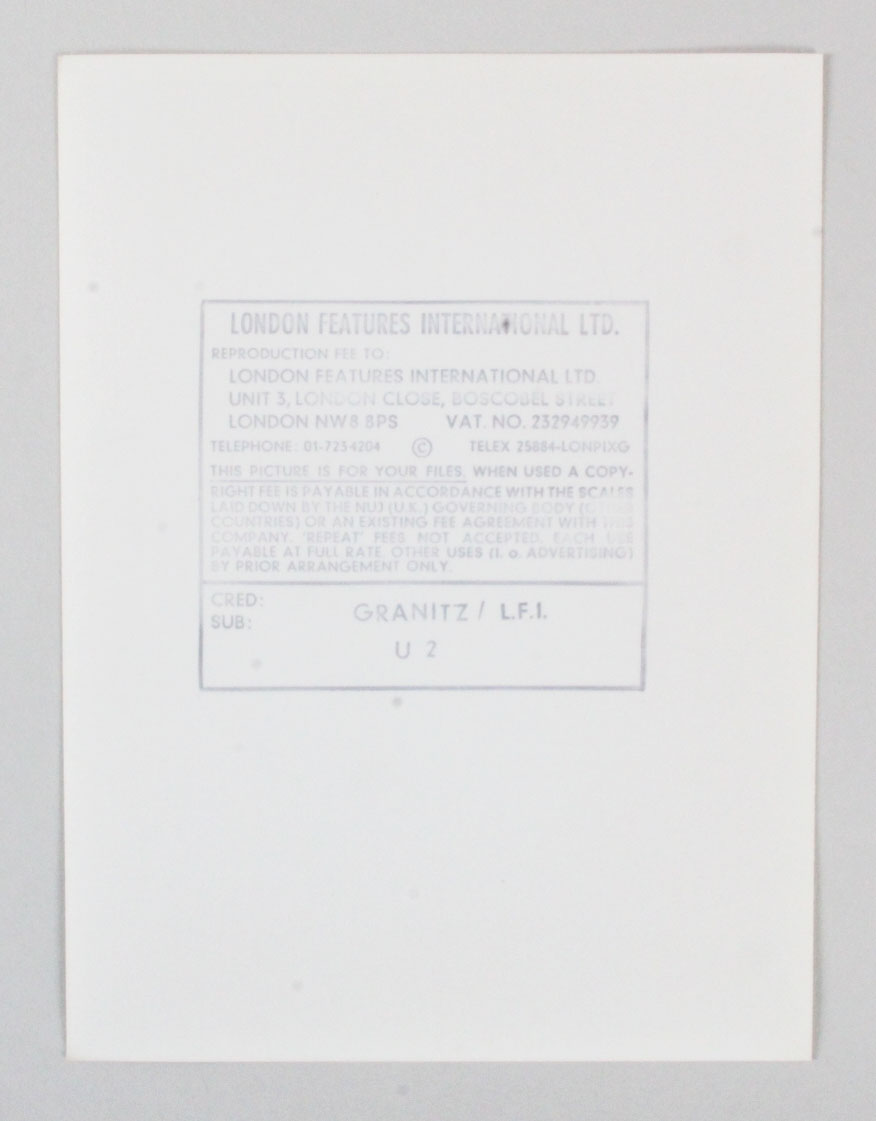 LONDON FEATURES INTERNATIONAL LTD.
REPRODUCTION FEE TO:
LONDON FEATURES INTERNATIONAL LTD.
UNIT 3, LONDON CLOSE, BOSCOBEL STREET
LONDON NW8 8PS VAT. NO. 232949939
TELEPHONE: 01-7234204 © TELEX 25884-LONPIXG
THIS PICTURE IS FOR YOUR FILES, WHEN USED A COPY-
RIGHT FEE IS PAYABLE IN ACCORDANCE WITH THE SCALES
LAID DOWN BY THE NUJ (U.K.) GOVERNING BODY (OTHER
COUNTRIES) OR AN EXISTING FEE AGREEMENT WITH THIS
COMPANY. 'REPEAT' FEES NOT ACCEPTED. EACH USE
PAYABLE AT FULL RATE. OTHER USES (I. o. ADVERTISING)
BY PRIOR ARRANGEMENT ONLY.
CRED: GRANITZ / L.F.I.
SUB: U 2